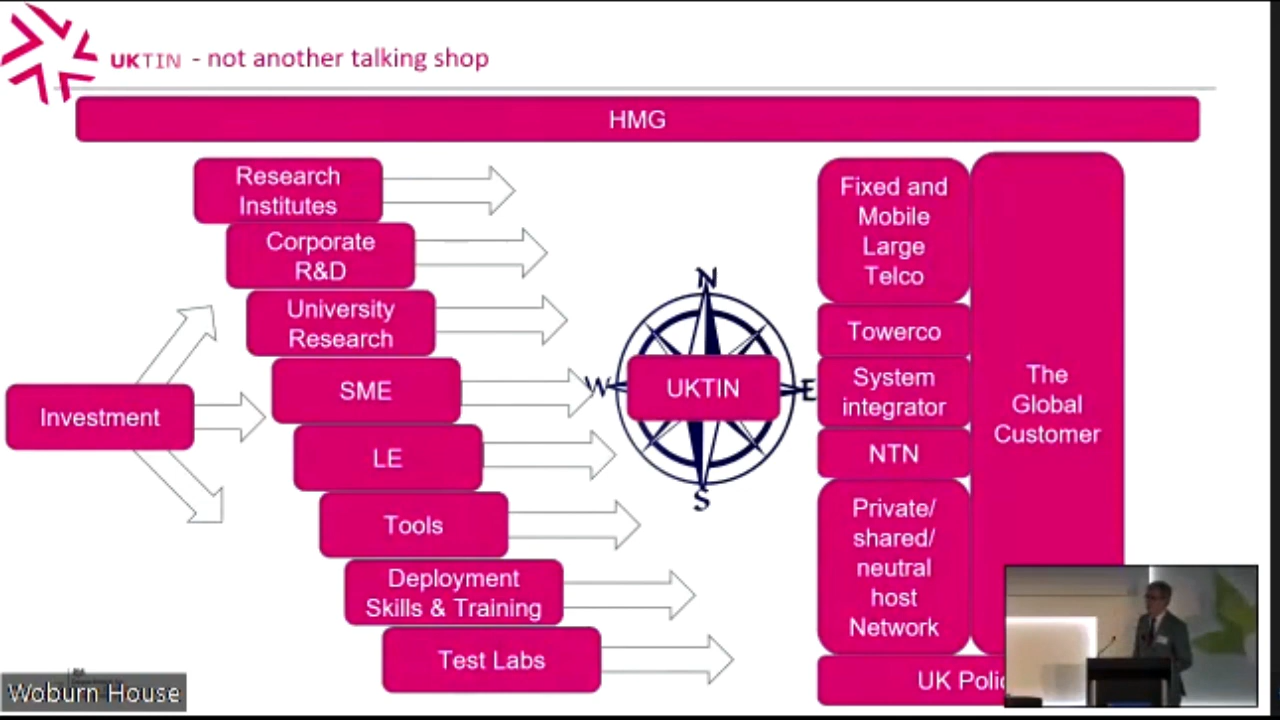 UKTIN - not another talking shop
HMG
Research
Institutes
Corporate
R&D
University
Research
SME
LE
Tools
Deployment
Skills & Training
Test Labs
Investment
N
W
E
S
UKTIN
Fixed and
Mobile
Large
Telco
Towerco
System
integrator
NTN
Private/
shared/
neutral
host
Network
The
Global
Customer
UK
Woburn House